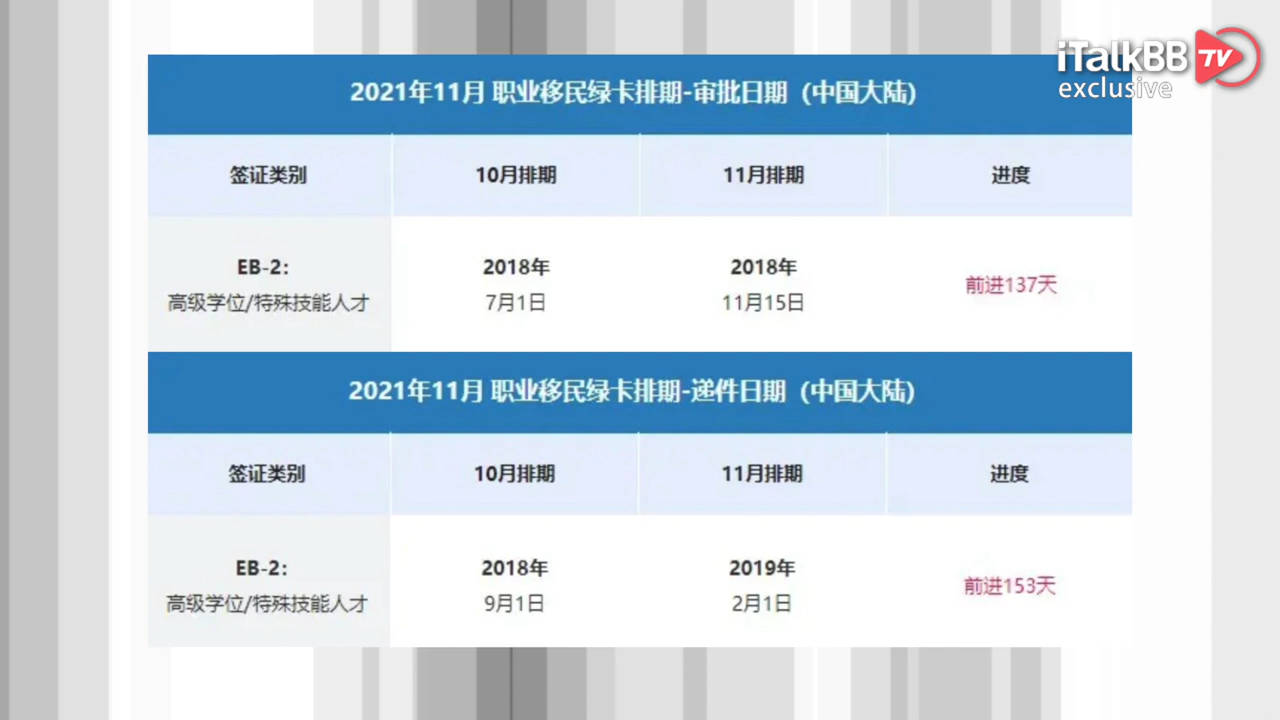 iTalkBB TV
exclusive
2021年11月 职业移民绿卡排期-审批日期（中国大陆）
签证类别 10月排期 11月排期 进度
EB-2： 2018年 2018年
前进137天
高级学位/特殊技能人才 7月1日 11月15日
2021年11月 职业移民绿卡排期-递件日期（中国大陆）
签证类别 10月排期 11月排期 进度
EB-2： 2018年 2019年
前进153天
高级学位/特殊技能人才 9月1日 2月1日